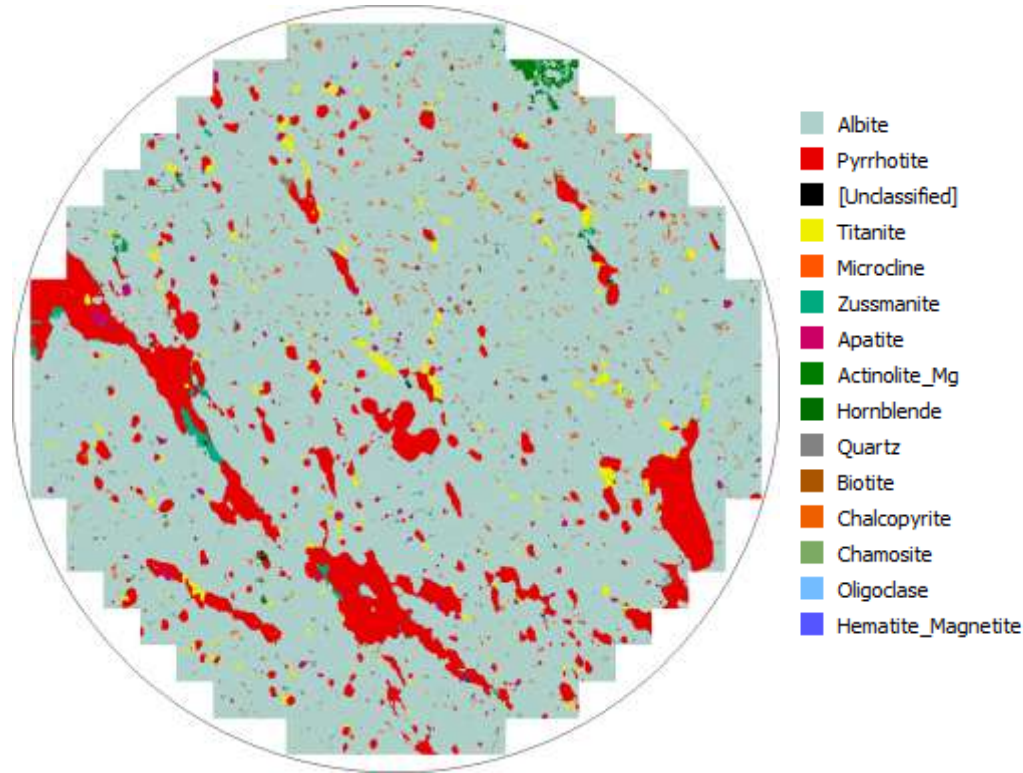 Albite
Pyrrhotite
[Unclassified]
Titanite
Microcline
Zussmanite
Apatite
Actinolite_Mg
Hornblende
Quartz
Biotite
Chalcopyrite
Chamosite
Oligoclase
Hematite_Magnetite